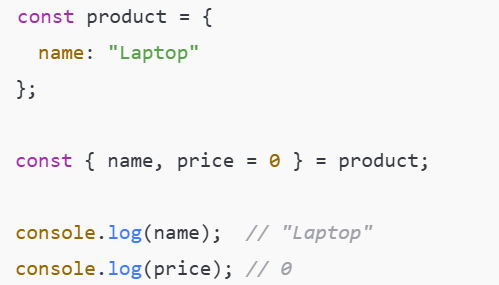 const product = {
  name: "Laptop"
};

const { name, price = 0 } = product;

console.log(name);  // "Laptop"
console.log(price); // 0